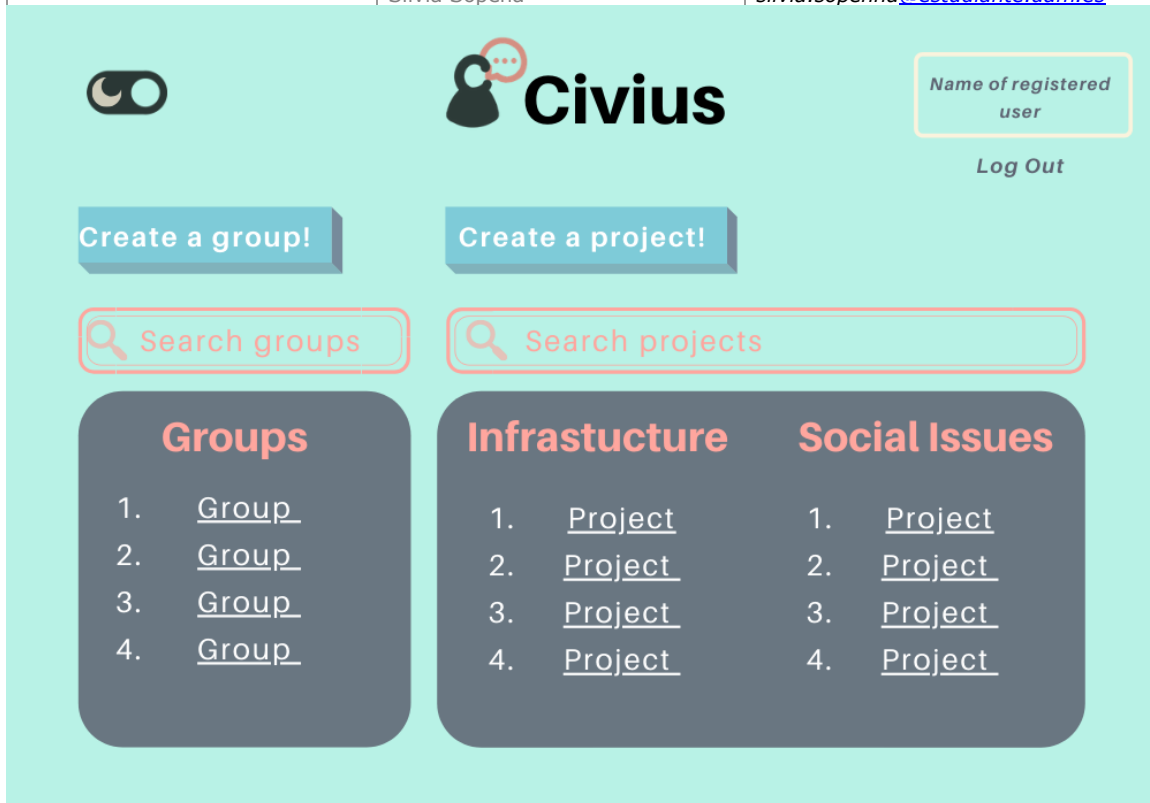 Civius
Name of registered
user
Log Out
Create a group!
Create a project!
Search groups
Search projects
Groups
1. Group
2. Group
3. Group
4. Group
Infrastucture
1. Project
2. Project
3. Project
4. Project
Social Issues
1. Project
2. Project
3. Project
4. Project